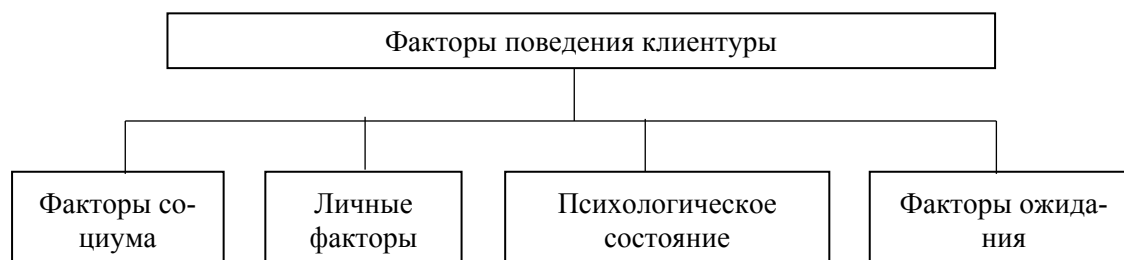 Факторы поведения клиентуры
Факторы со-
циума
Личные
факторы
Психологическое
состояние
Факторы ожида-
ния